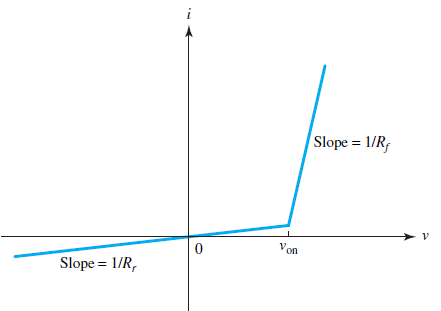 i
Slope = 1/R_f
v
0
v_on
Slope = 1/R_r